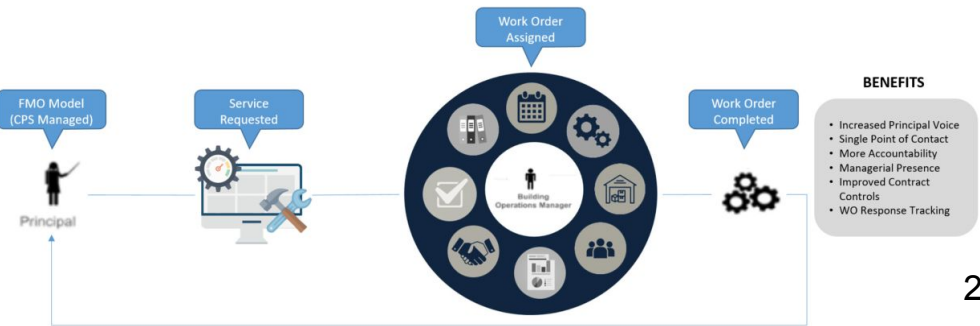 Work Order
Assigned
FMO Model
(CPS Managed)
Service
Requested
Work Order
Completed
BENEFITS
• Increased Principal Voice
• Single Point of Contact
• More Accountability
• Managerial Presence
• Improved Contract
Controls
• WO Response Tracking
Principal
Building
Operations Manager
2